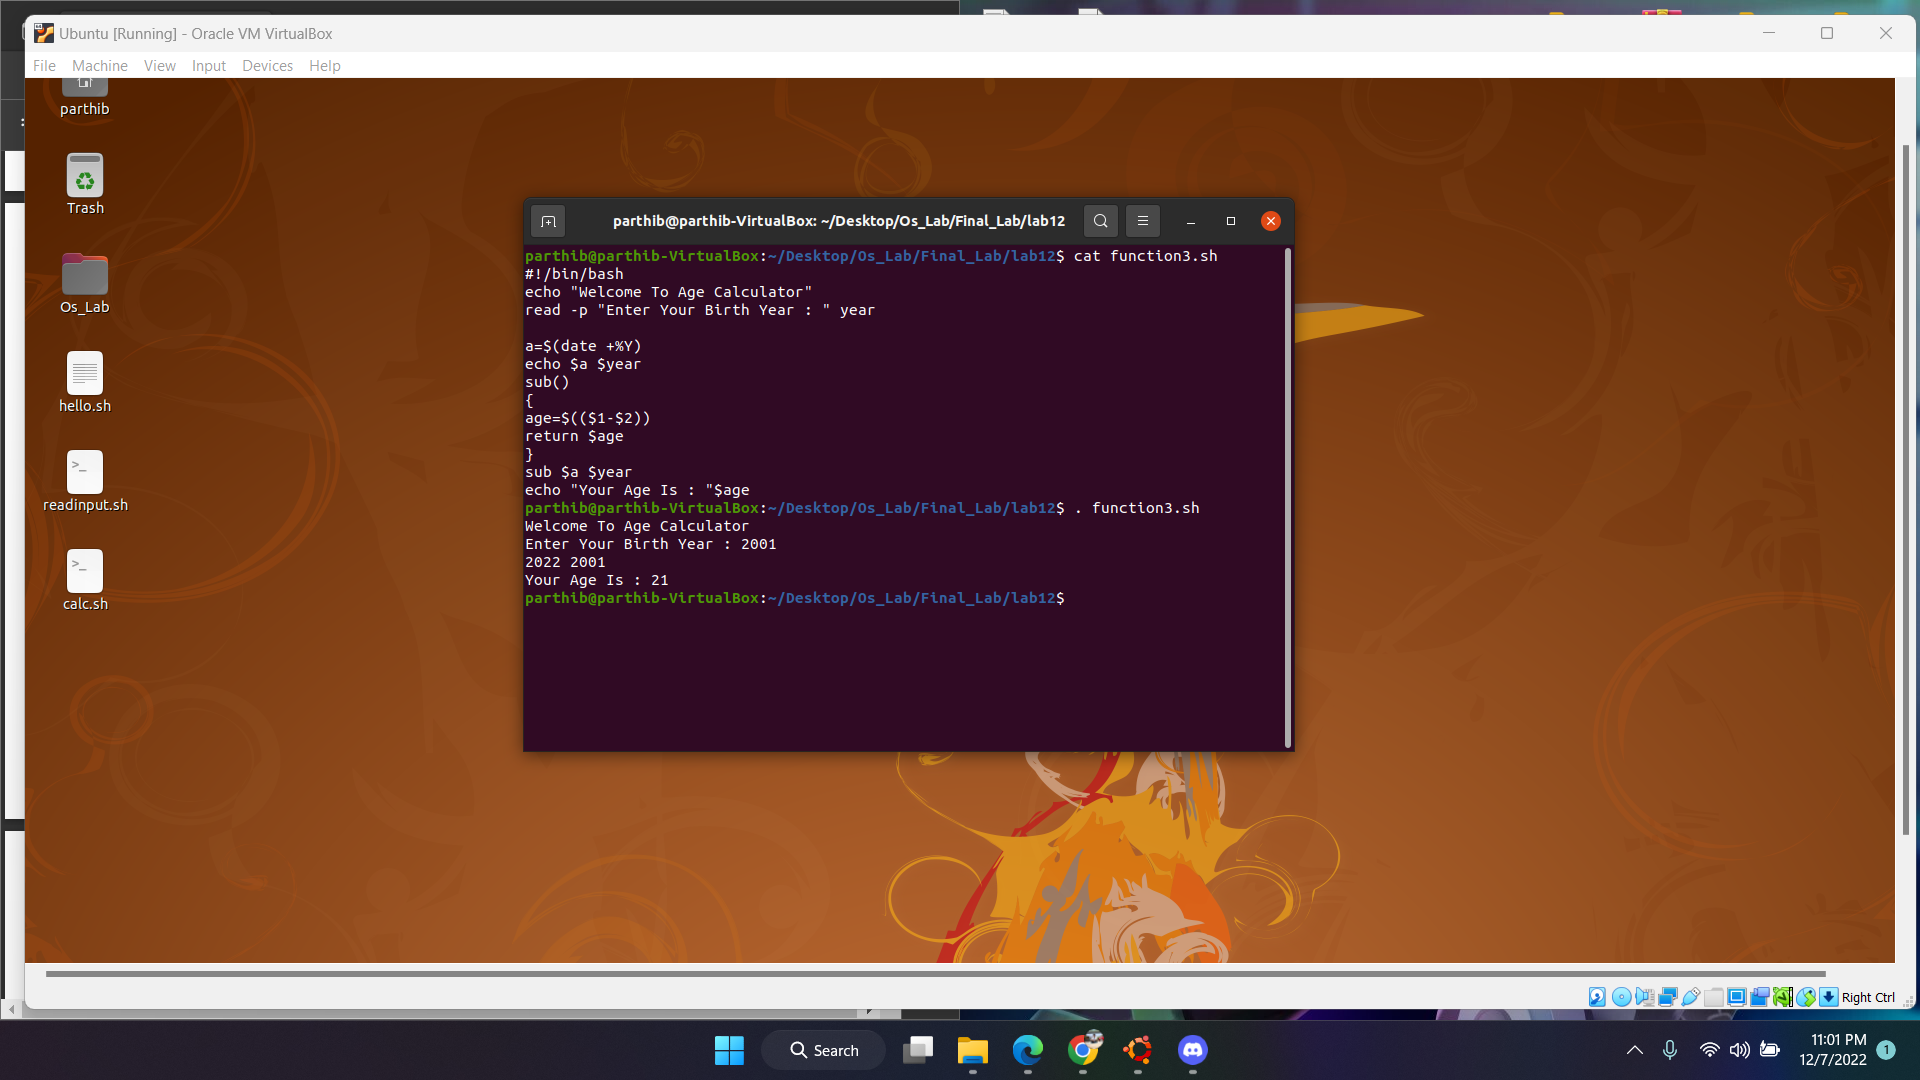 Ubuntu [Running] - Oracle VM VirtualBox
File Machine View Input Devices Help
parthib
Trash
Os_Lab
hello.sh
readinput.sh
calc.sh
parthib@parthib-VirtualBox: ~/Desktop/Os_Lab/Final_Lab/lab12
parthib@parthib-VirtualBox:~/Desktop/Os_Lab/Final_Lab/lab12$ cat function3.sh
#!/bin/bash
echo "Welcome To Age Calculator"
read -p "Enter Your Birth Year : " year
a=$(date +%Y)
echo $a $year
sub()
{
age=$(($1-$2))
return $age
}
sub $a $year
echo "Your Age Is : "$age
parthib@parthib-VirtualBox:~/Desktop/Os_Lab/Final_Lab/lab12$ . function3.sh
Welcome To Age Calculator
Enter Your Birth Year : 2001
2022 2001
Your Age Is : 21
parthib@parthib-VirtualBox:~/Desktop/Os_Lab/Final_Lab/lab12$
Right Ctrl
Search
11:01 PM
12/7/2022
1